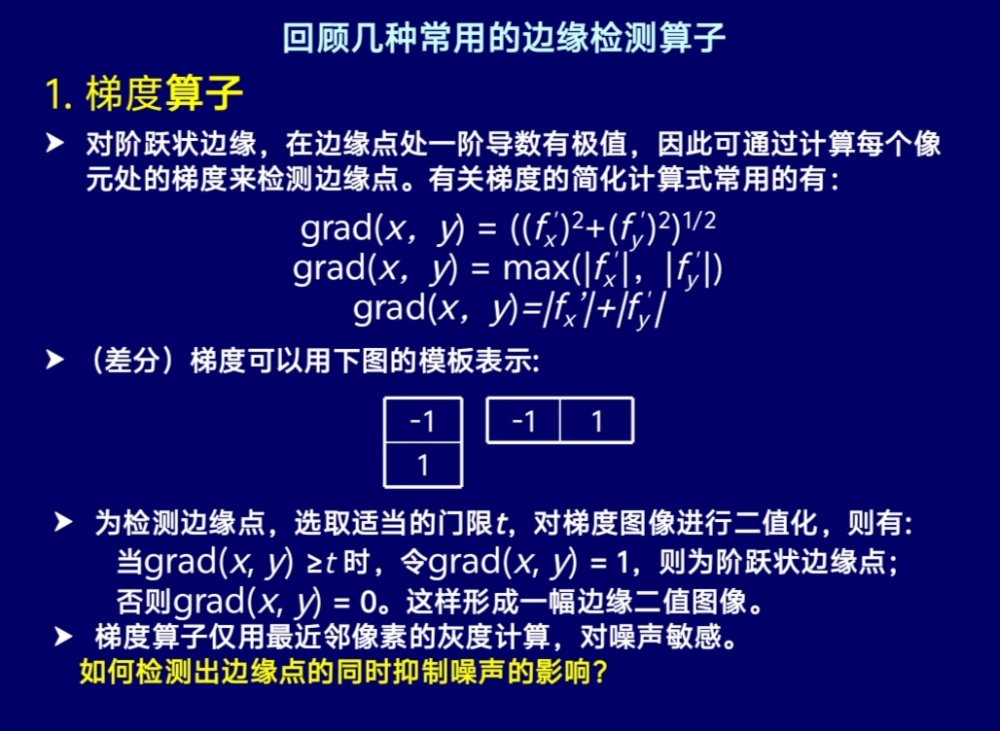 回顾几种常用的边缘检测算子
1. 梯度算子
➤ 对阶跃状边缘，在边缘点处一阶导数有极值，因此可通过计算每个像
元处的梯度来检测边缘点。有关梯度的简化计算式常用的有：
grad(x，y) = ((fₓ′)²+(f_y′)²)^{1/2}
grad(x，y) = max(|fₓ′|，|f_y′|)
grad(x，y)=|fₓ’|+|f_y′|
➤ （差分）梯度可以用下图的模板表示:
-1 -1 1
1
➤ 为检测边缘点，选取适当的门限t，对梯度图像进行二值化，则有:
当grad(x, y) ≥t 时，令grad(x, y) = 1，则为阶跃状边缘点；
否则grad(x, y) = 0。这样形成一幅边缘二值图像。
➤ 梯度算子仅用最近邻像素的灰度计算，对噪声敏感。
如何检测出边缘点的同时抑制噪声的影响？